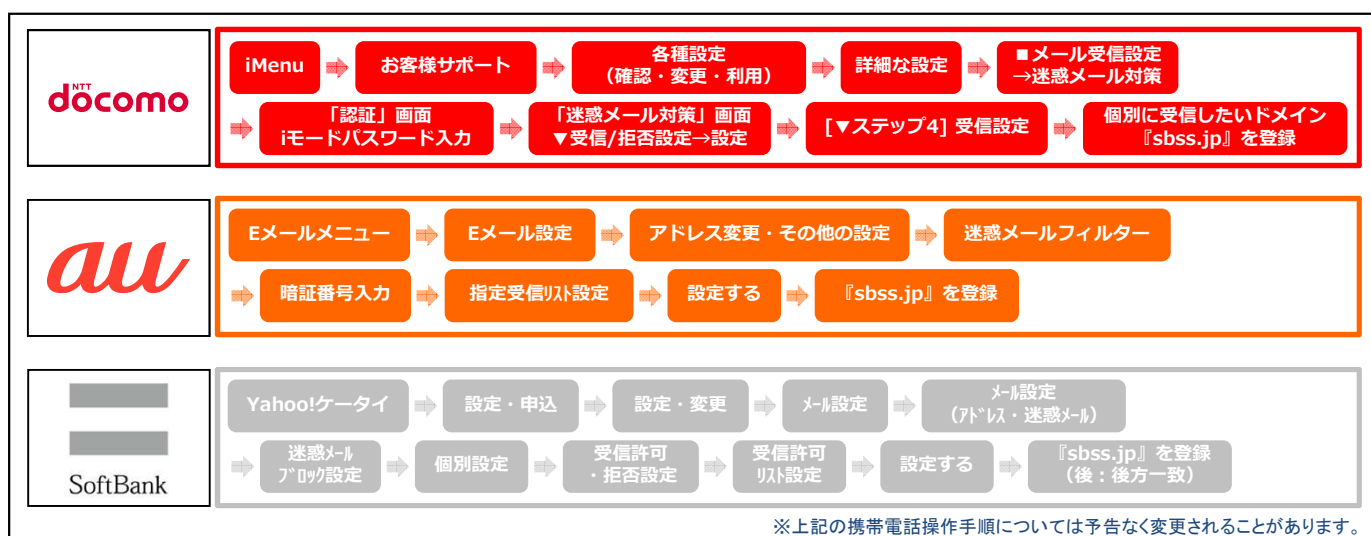 NTT
döcomo
iMenu
お客様サポート
各種設定
（確認・変更・利用）
詳細な設定
■メール受信設定
→迷惑メール対策
「認証」画面
iモードパスワード入力
「迷惑メール対策」画面
▼受信/拒否設定→設定
[▼ステップ4] 受信設定
個別に受信したいドメイン
『sbss.jp』を登録
au
Eメールメニュー
Eメール設定
アドレス変更・その他の設定
迷惑メールフィルター
暗証番号入力
指定受信ﾘｽﾄ設定
設定する
『sbss.jp』を登録
SoftBank
Yahoo!ケータイ
設定・申込
設定・変更
ﾒｰﾙ設定
ﾒｰﾙ設定
（ｱﾄﾞﾚｽ・迷惑ﾒｰﾙ）
迷惑ﾒｰﾙ
ﾌﾞﾛｯｸ設定
個別設定
受信許可
・拒否設定
受信許可
ﾘｽﾄ設定
設定する
『sbss.jp』を登録
（後：後方一致）
※上記の携帯電話操作手順については予告なく変更されることがあります。